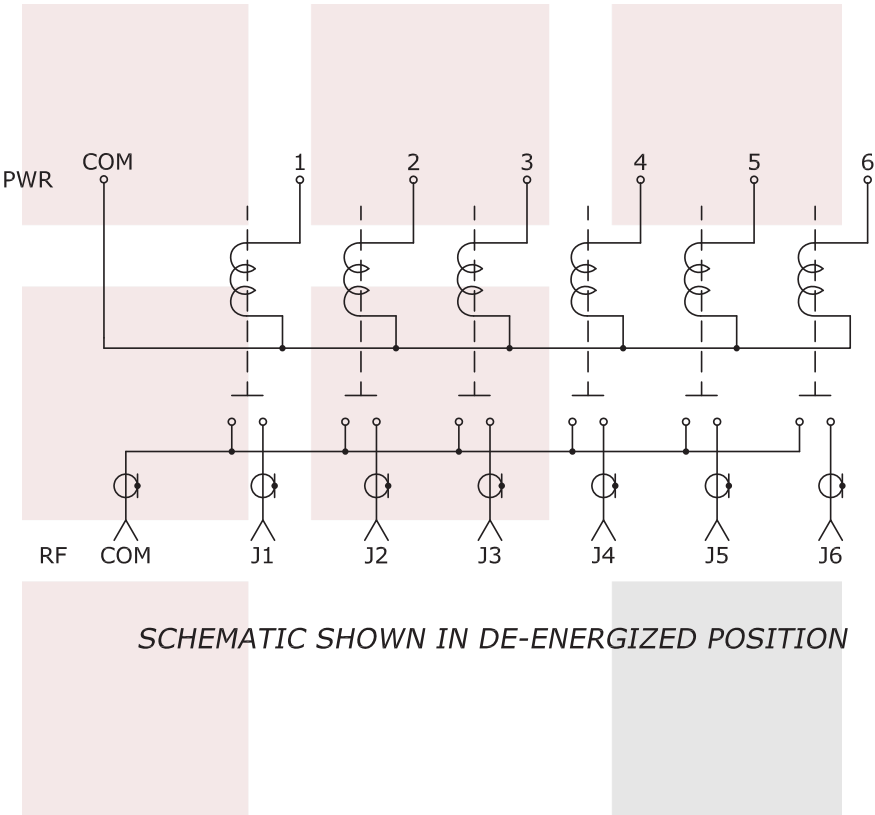 COM 1 2 3 4 5 6
PWR
RF COM J1 J2 J3 J4 J5 J6
SCHEMATIC SHOWN IN DE-ENERGIZED POSITION